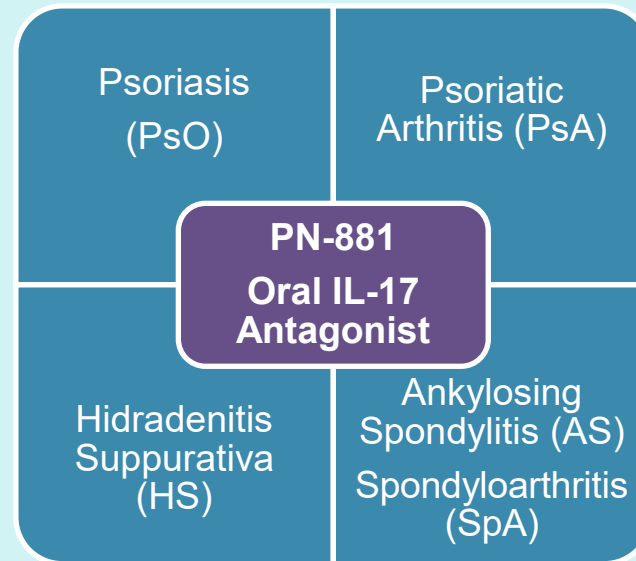 Psoriasis
(PsO)
Psoriatic
Arthritis (PsA)
PN-881
Oral IL-17
Antagonist
Hidradenitis
Suppurativa
(HS)
Ankylosing
Spondylitis (AS)
Spondyloarthritis
(SpA)